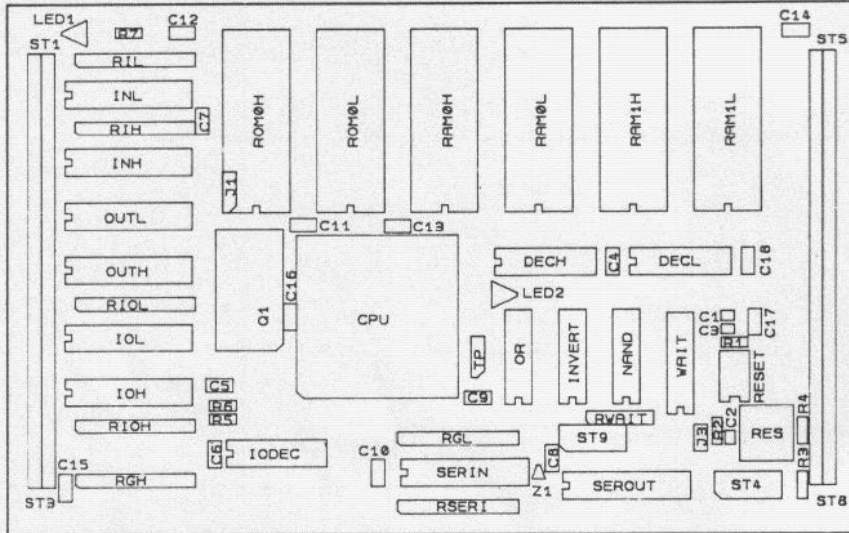 LED1
R7
C12
C14
ST1
ST5
RIL
INL
C7
RIH
INH
OUTL
OUTH
RIOL
IOL
IOH
RIOH
RGH
C15
ST3
ROM0H
ROM0L
RAM0H
RAM0L
RAM1H
RAM1L
J1
C11
C13
Q1
C16
CPU
DECH
C4
DECL
C18
LED2
TP
C9
OR
INVERT
NAND
WAIT
C1
C3
C17
R1
RESET
C5
R6
R5
C6
IODEC
C10
RGL
SERIN
RSERI
C8
Z1
RWAIT
ST9
SEROUT
J3
R2
C2
RES
R4
R3
ST4
ST8